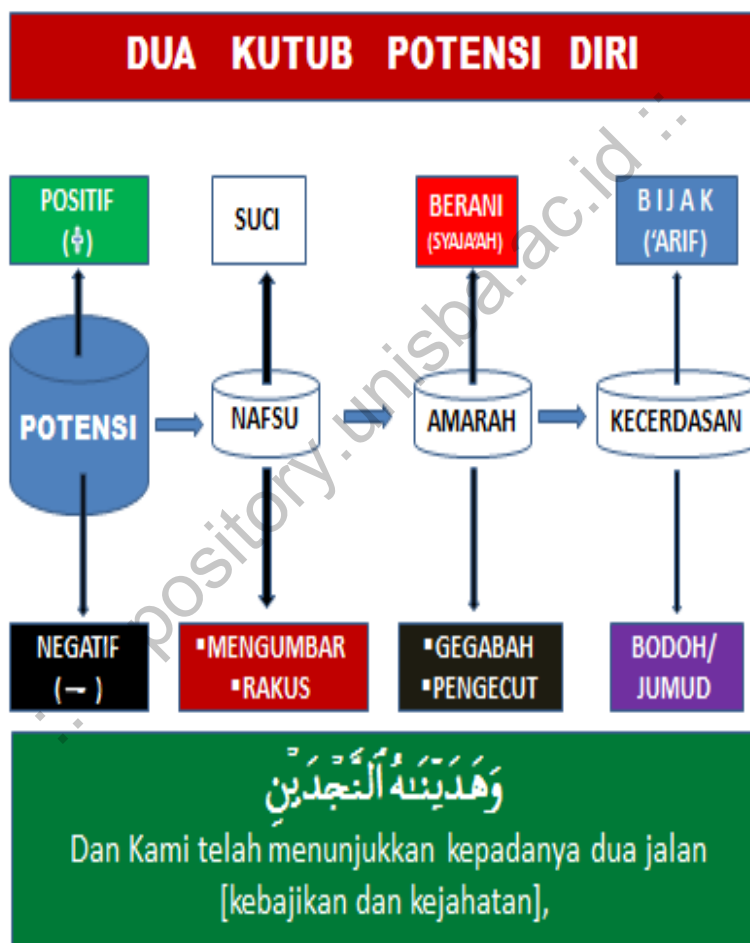 DUA KUTUB POTENSI DIRI
POSITIF
(+)
SUCI
BERANI
(SYAJA'AH)
B I J A K
('ARIF)
POTENSI
NAFSU
AMARAH
KECERDASAN
NEGATIF
(– )
▪MENGUMBAR
▪RAKUS
▪GEGABAH
▪PENGECUT
BODOH/
JUMUD
وَهَدَيْنَٰهُ ٱلنَّجْدَيْنِ
Dan Kami telah menunjukkan kepadanya dua jalan
[kebajikan dan kejahatan],
:: repository.unisba.ac.id ::